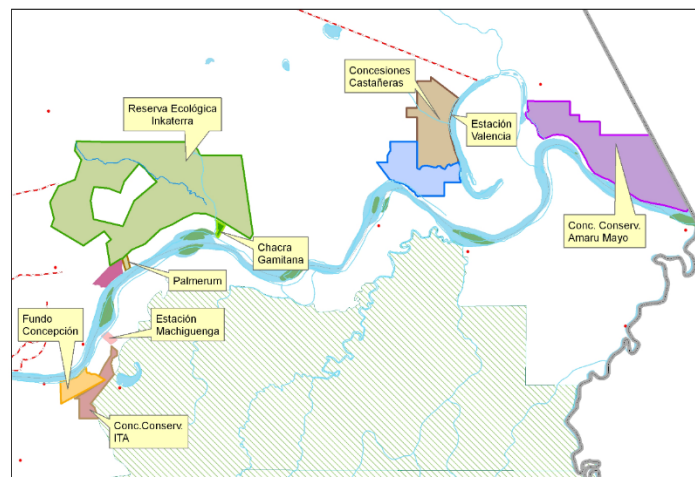 Concesiones
Castañeras
Reserva Ecológica
Inkaterra
Estación
Valencia
Conc. Conserv.
Amaru Mayo
Chacra
Gamitana
Palmerum
Fundo
Concepción
Estación
Machiguenga
Conc.Conserv.
ITA